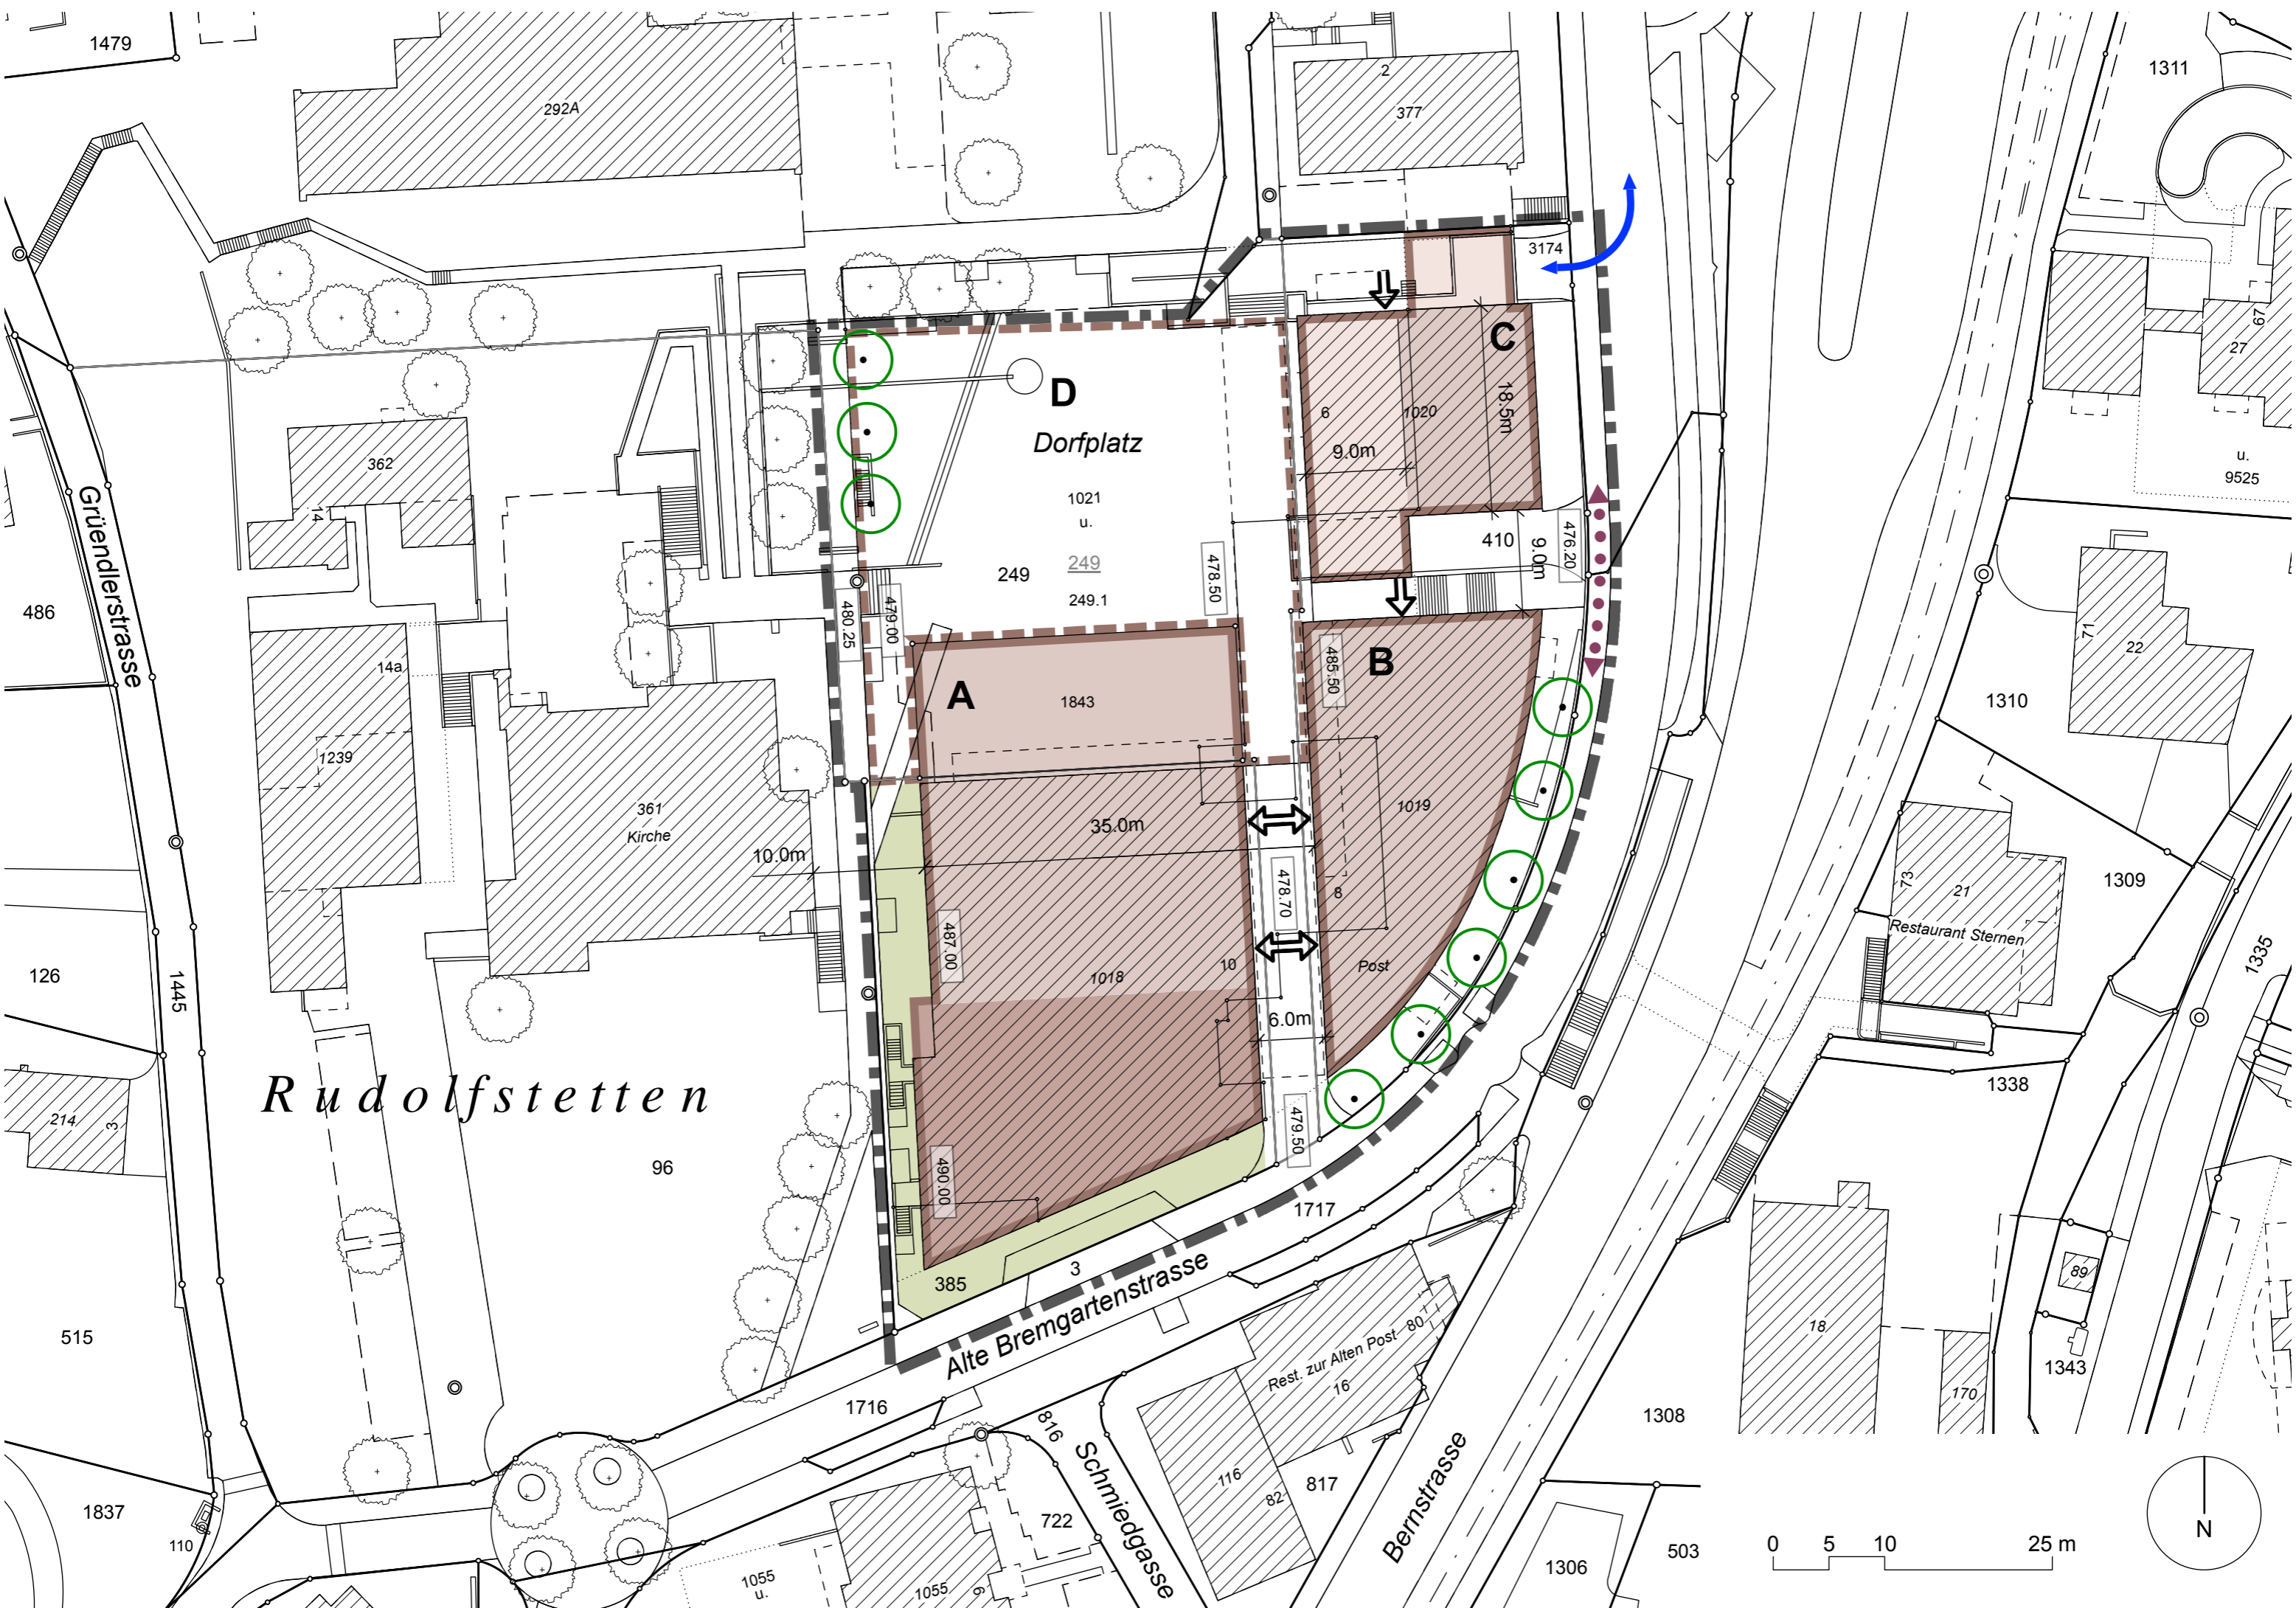 1479
292A
2
377
1311
3174
C
67
27
D
Dorfplatz
6
1020
18.5m
9.0m
362
14
u.
9525
1021
u.
249
249
249.1
478.50
410
9.0m
476.20
Gründlerstrasse
486
480.25
479.00
71
22
14a
A
1843
485.50
B
1310
1239
361
Kirche
10.0m
35.0m
1019
8
478.70
73
21
Restaurant Sternen
1309
1335
126
1445
487.00
1018
10
Post
6.0m
Rudolfstetten
214
3
96
479.50
1338
490.00
1717
385
3
Alte Bremgartenstrasse
515
89
18
1343
170
Rest. zur Alten Post
80
16
1716
816
Schmiedgasse
116
82
817
Bernstrasse
1308
1837
110
722
1055
u.
1055
9
1306
503
0 5 10 25 m
N